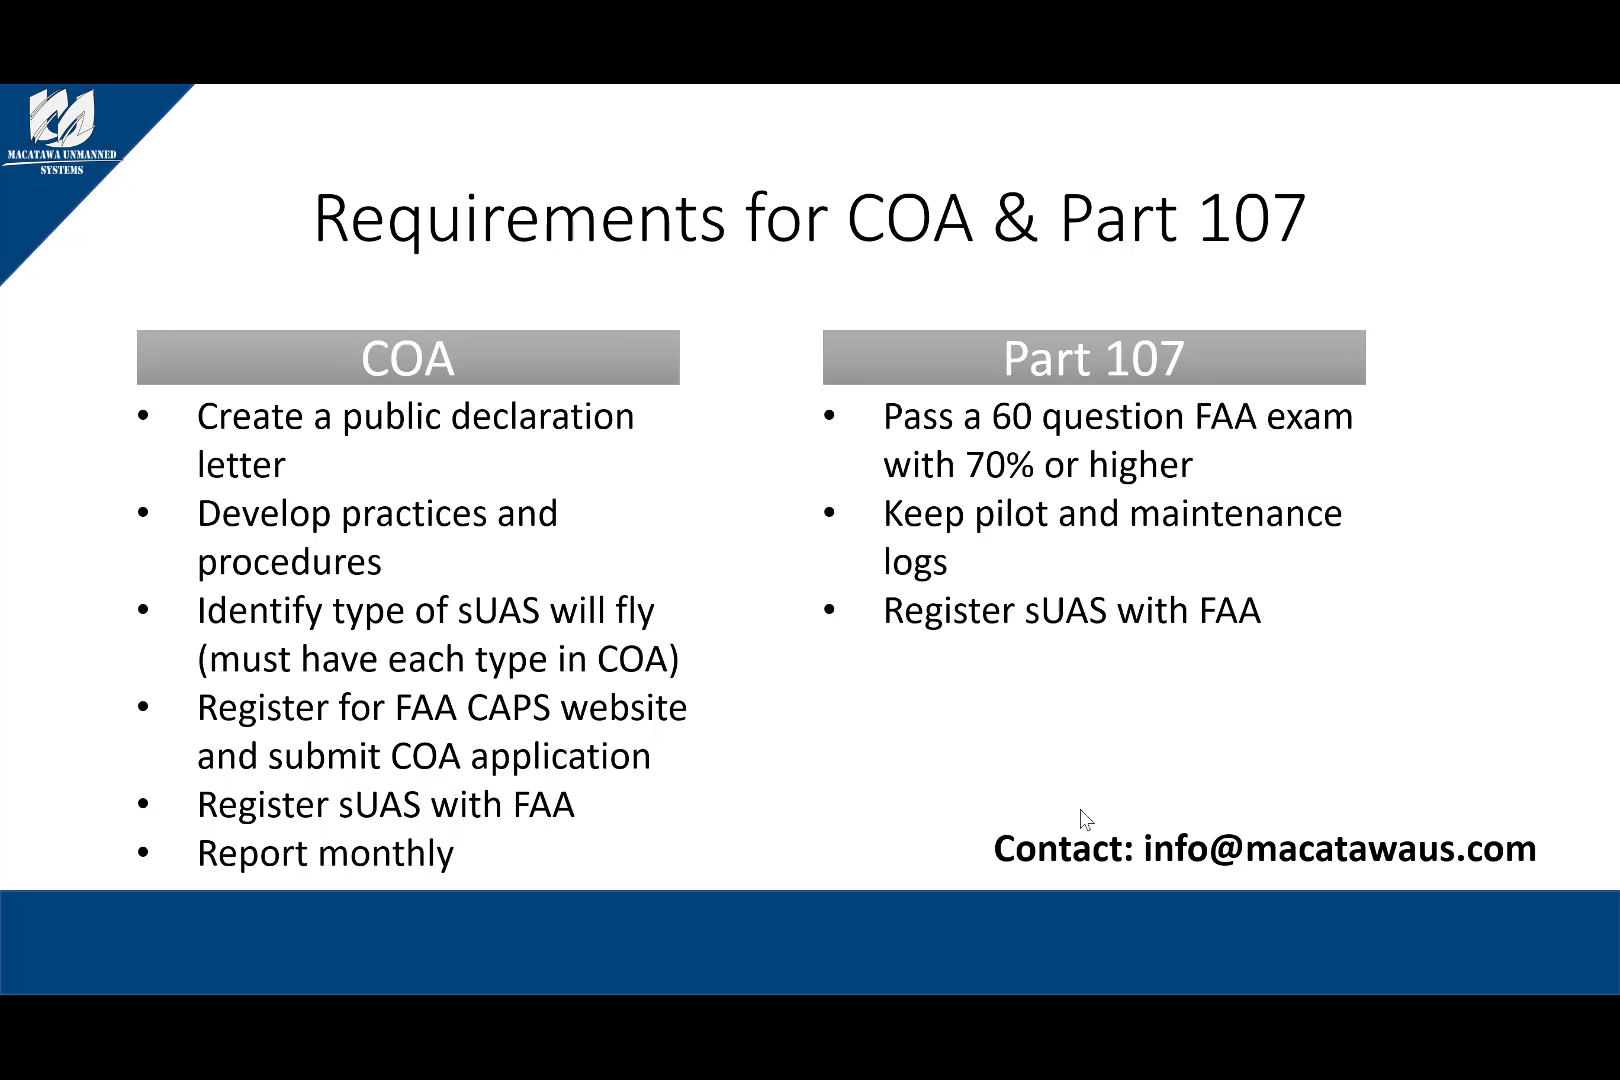 MACATAWA UNMANNED
SYSTEMS
Requirements for COA & Part 107
COA
• Create a public declaration
letter
• Develop practices and
procedures
• Identify type of sUAS will fly
(must have each type in COA)
• Register for FAA CAPS website
and submit COA application
• Register sUAS with FAA
• Report monthly
Part 107
• Pass a 60 question FAA exam
with 70% or higher
• Keep pilot and maintenance
logs
• Register sUAS with FAA
Contact: info@macatawaus.com